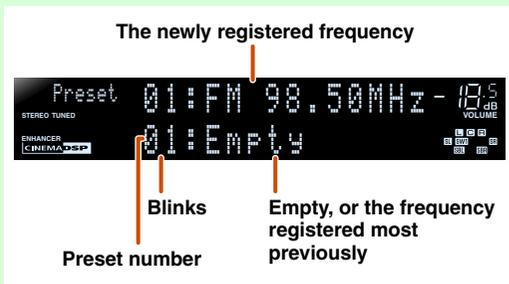 The newly registered frequency
Preset 01:FM 98.50MHz -18.5 dB
STEREO TUNED VOLUME
ENHANCER 01:Empty L C R
CINEMA DSP SL SW1 SR
SBL SBR
Blinks
Empty, or the frequency
registered most
previously
Preset number